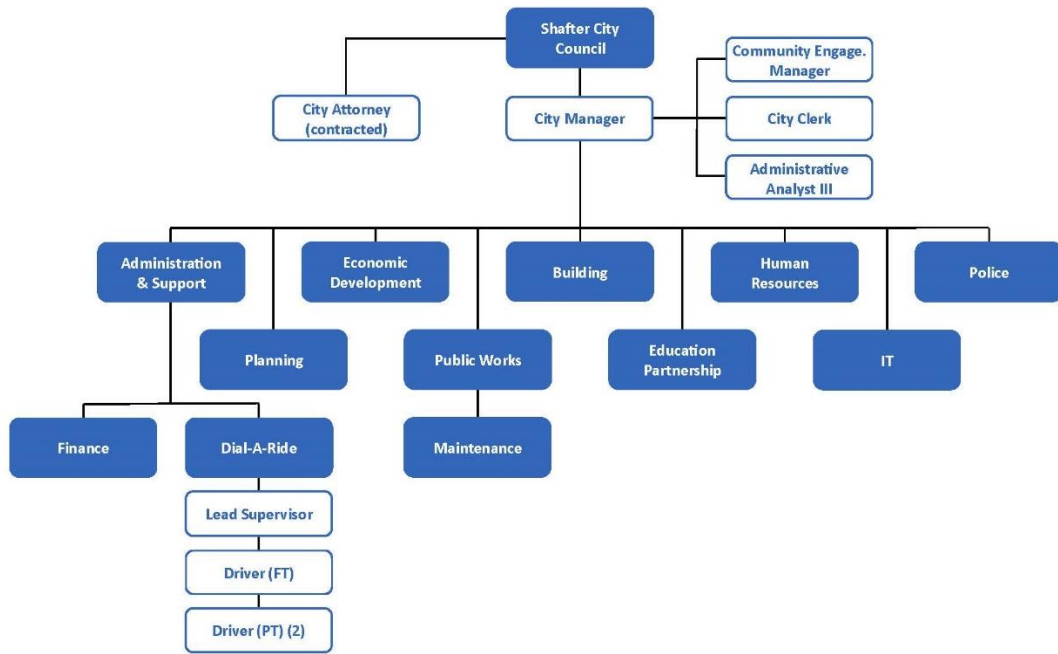 Shafter City
Council
Community Engage.
Manager
City Attorney
(contracted)
City Manager
City Clerk
Administrative
Analyst III
Administration
& Support
Economic
Development
Building
Human
Resources
Police
Planning
Public Works
Education
Partnership
IT
Finance
Dial-A-Ride
Maintenance
Lead Supervisor
Driver (FT)
Driver (PT) (2)